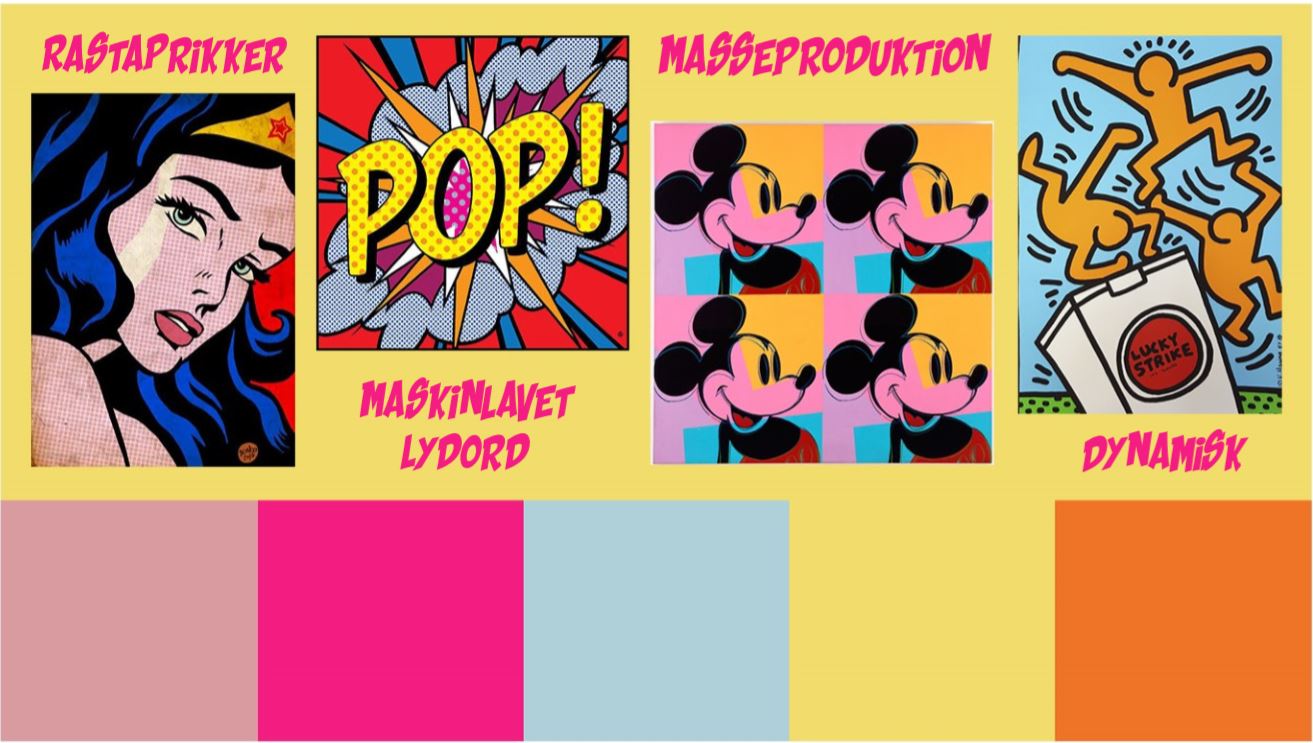 RASTAPRIKKER
POP!
MASKINLAVET
LYDORD
MASSEPRODUKTION
LUCKY
STRIKE
DYNAMISK